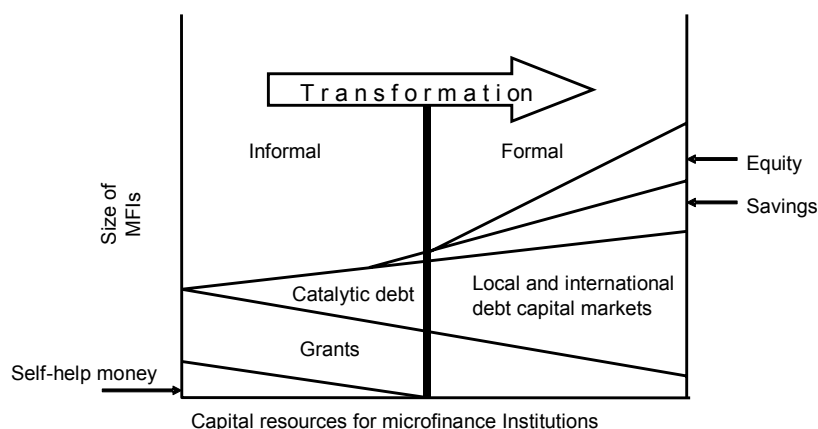 Transformation
Informal
Formal
Equity
Savings
Size of
MFIs
Catalytic debt
Local and international
debt capital markets
Grants
Self-help money
Capital resources for microfinance Institutions